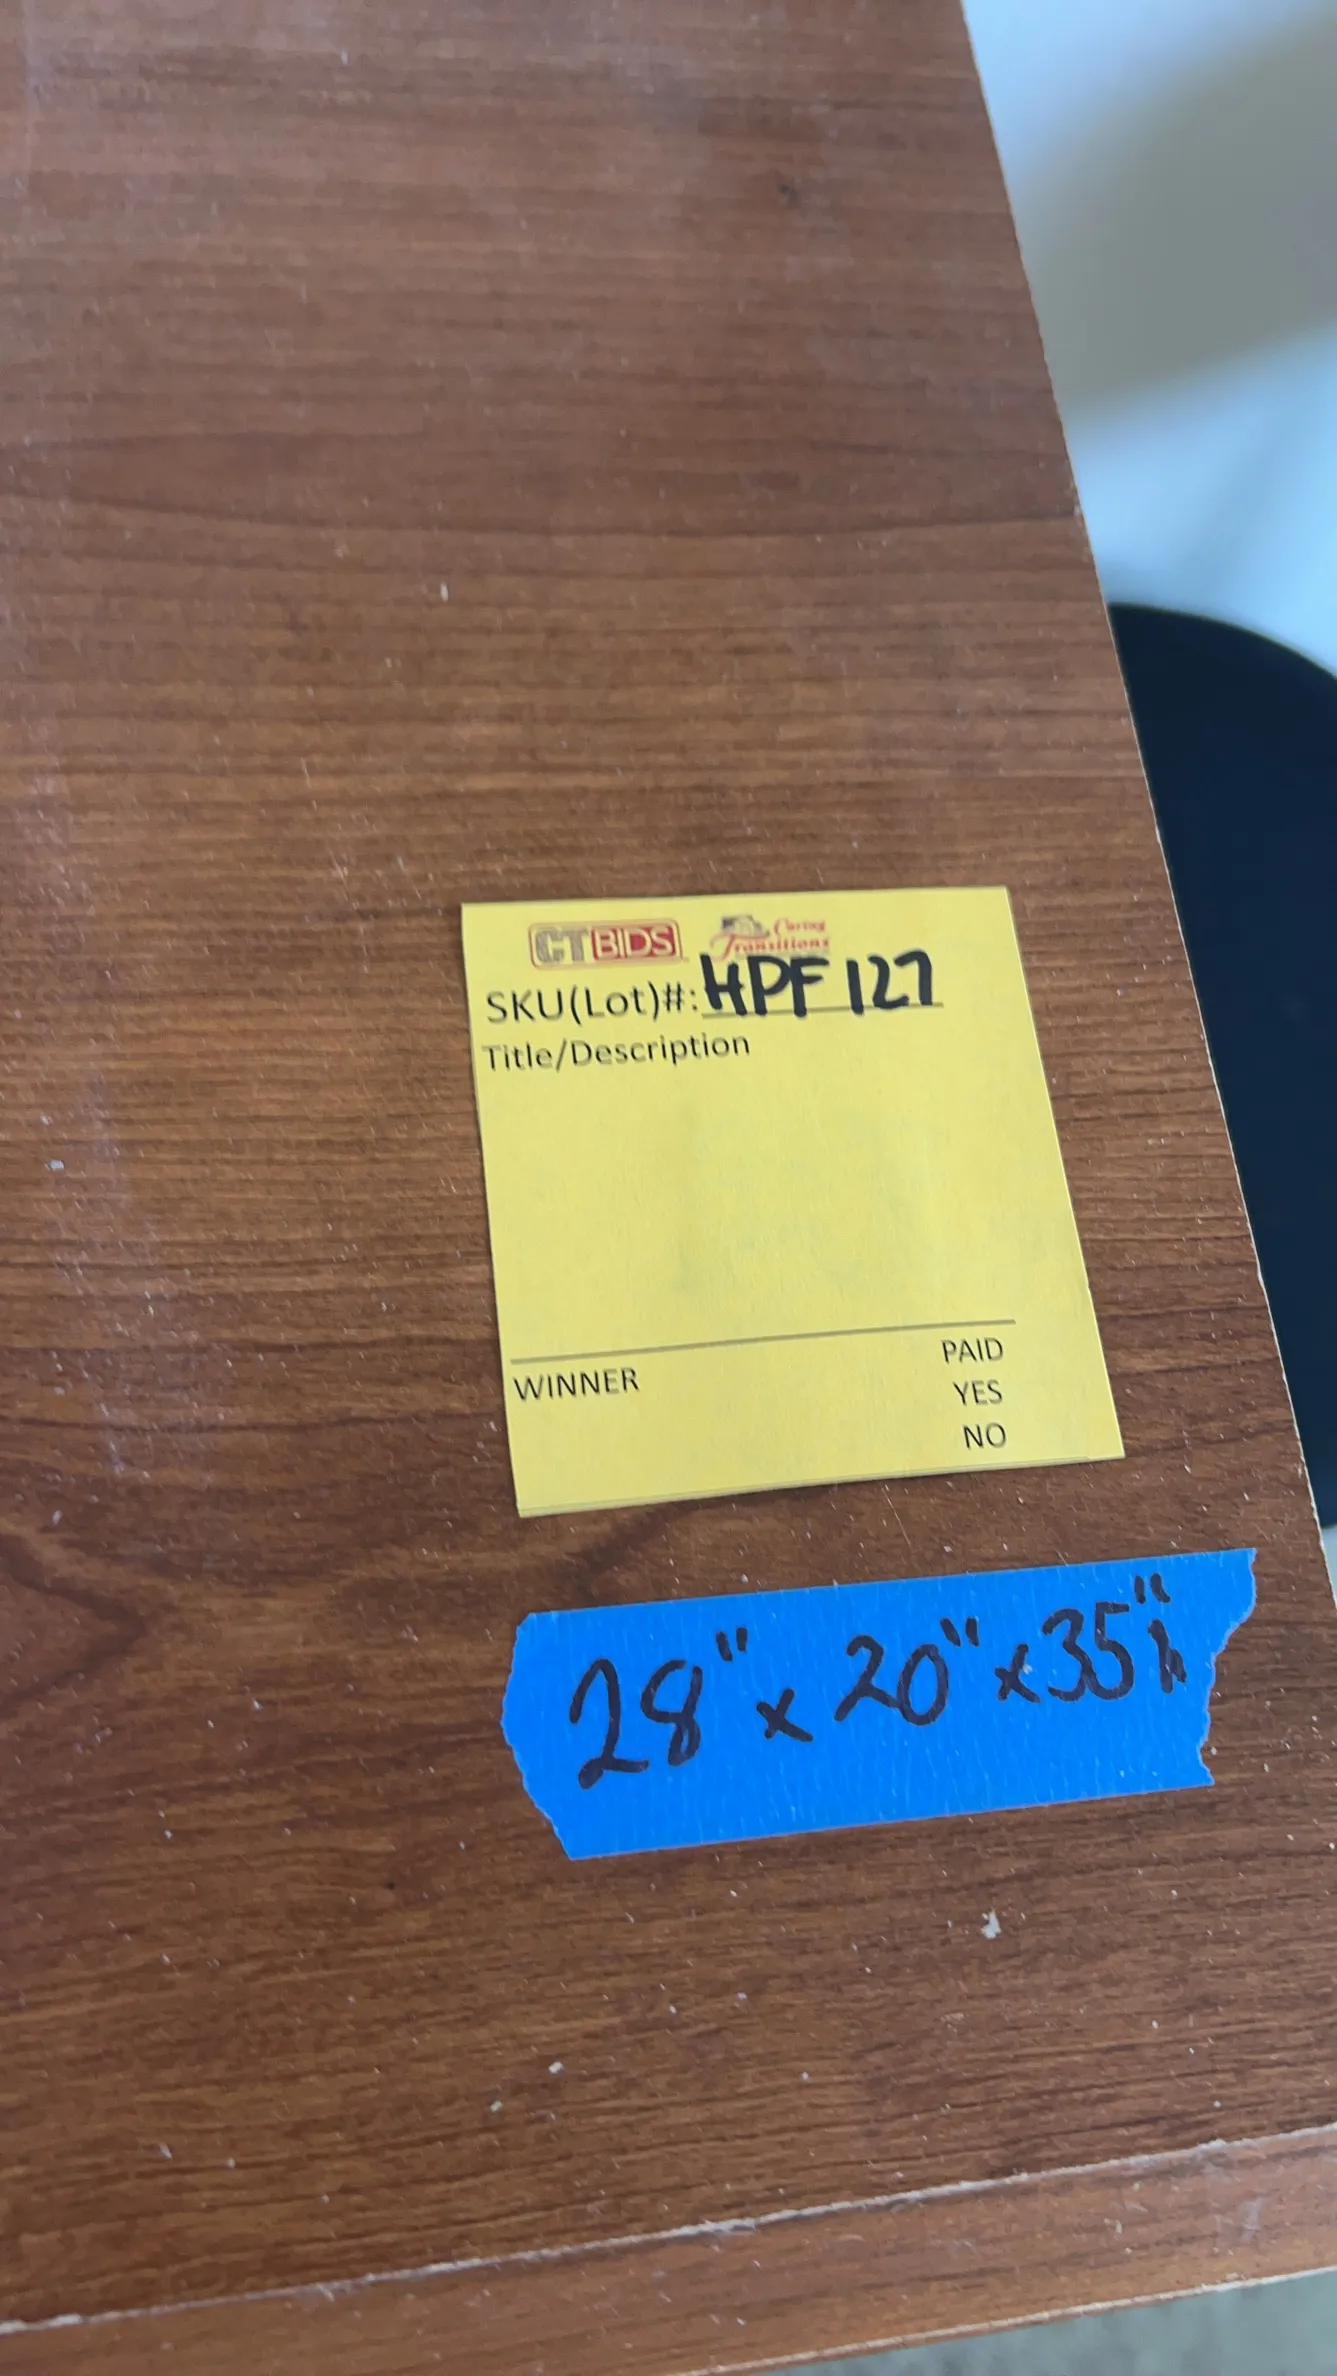 CTBIDS Caring Transitions
SKU(Lot)#: HPF 127
Title/Description
PAID
WINNER YES
NO
28" x 20" x 35" h